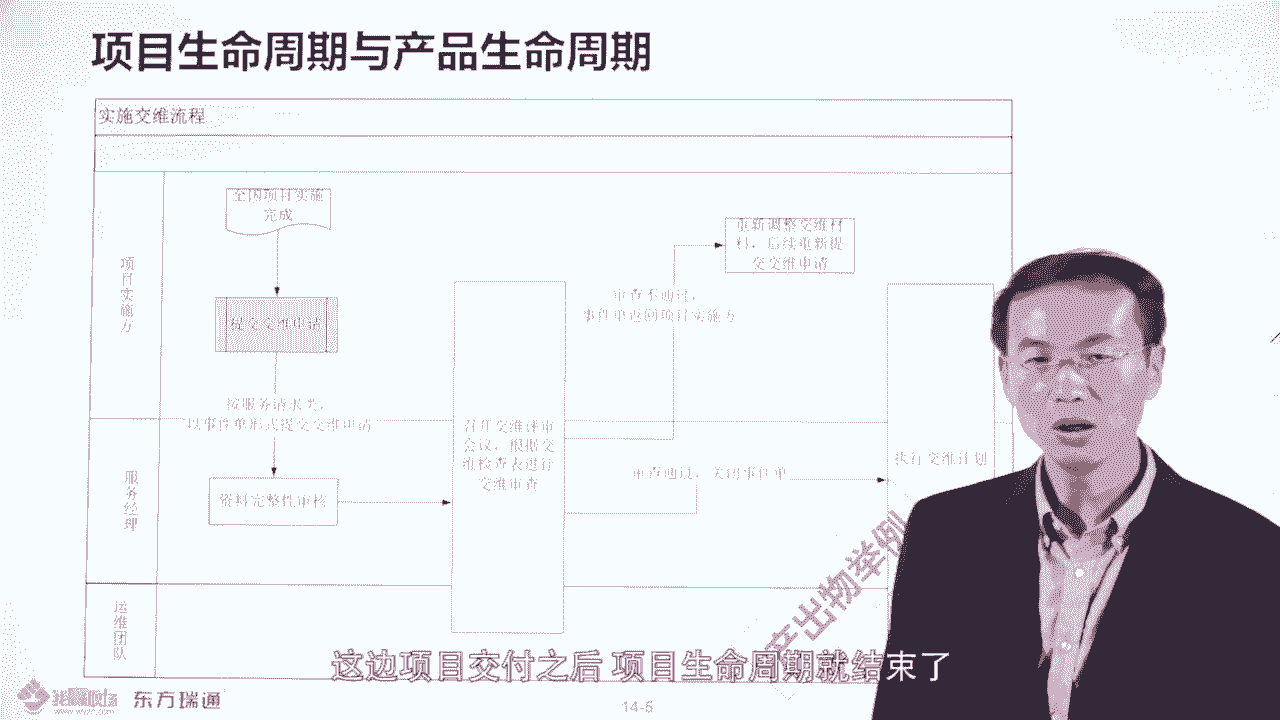 项目生命周期与产品生命周期
实施交维流程
全国项目实施
完成
重新调整交维材
料，后续重新提
交交维申请
项目实施方
审查不通过，
事件单返回项目实施方
提交交维申请
按服务请求类，
以事件单形式提交交维申请
召开交维评审
会议，根据交
维检查表进行
交维审查
执行交维计划
审查通过，关闭事件单
服务经理
资料完整性审核
产出物举例
运维团队
这边项目交付之后 项目生命周期就结束了
东方瑞通
14-5